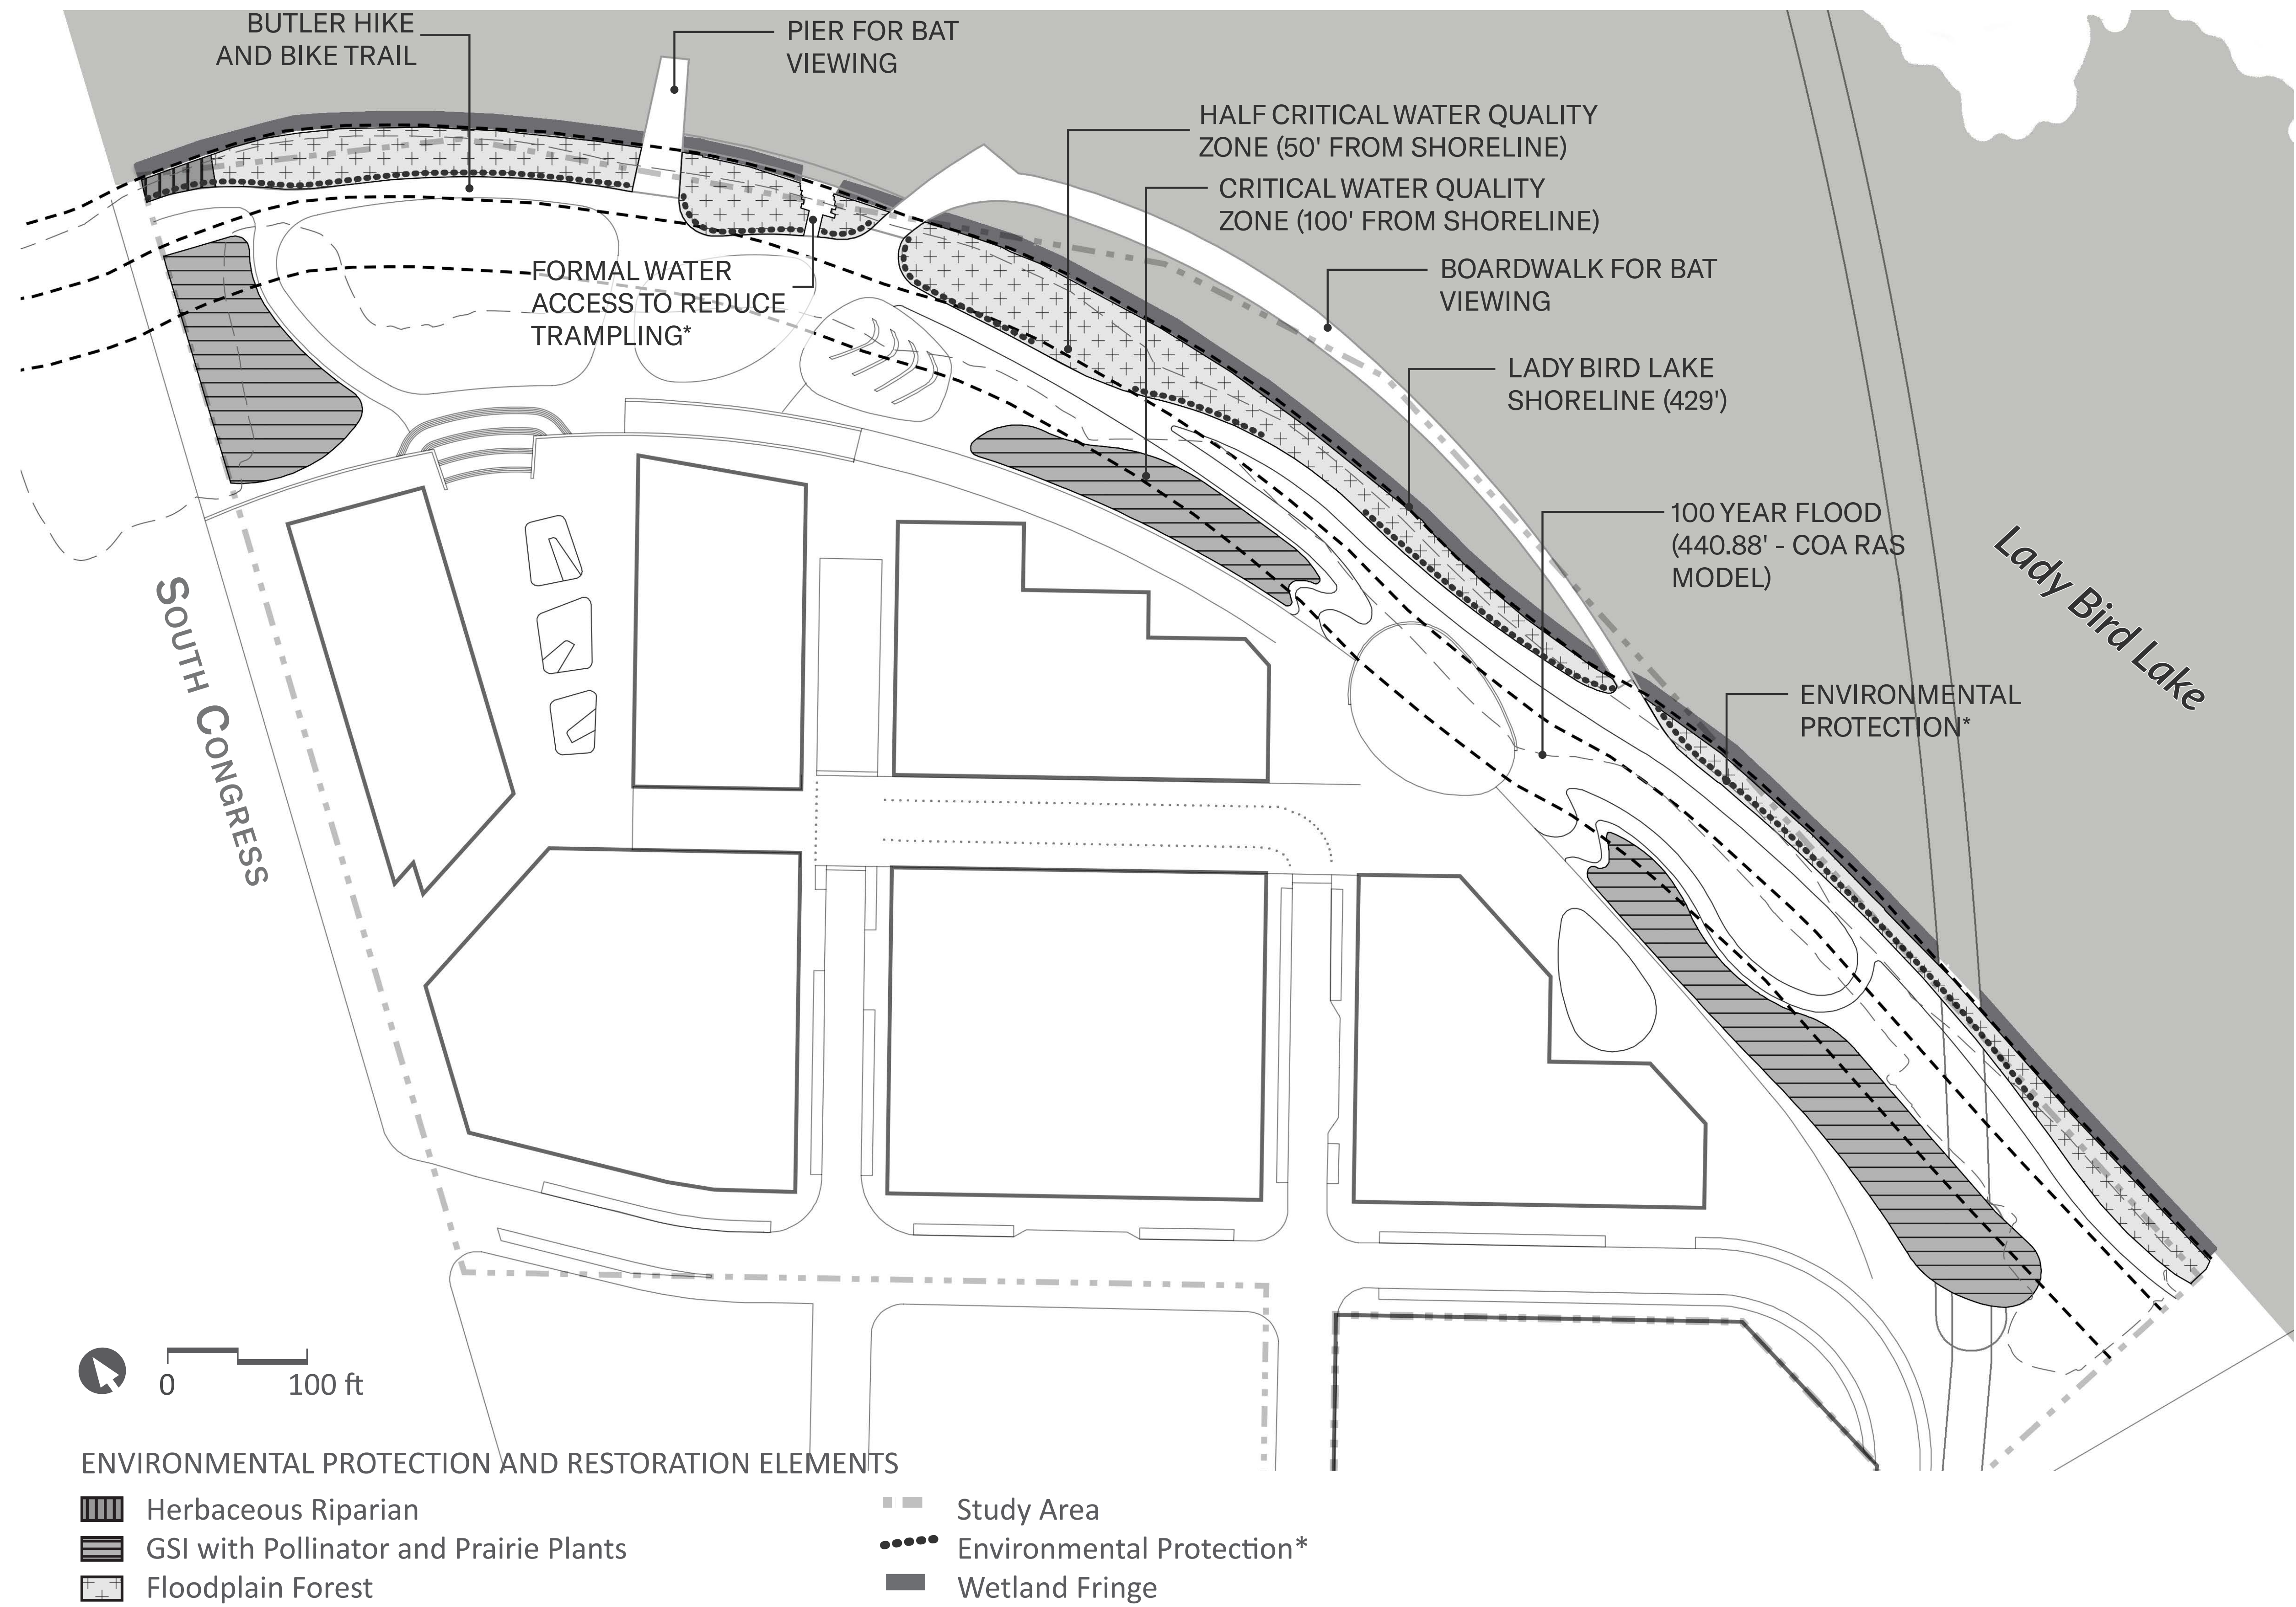 BUTLER HIKE
AND BIKE TRAIL
PIER FOR BAT
VIEWING
HALF CRITICAL WATER QUALITY
ZONE (50' FROM SHORELINE)
CRITICAL WATER QUALITY
ZONE (100' FROM SHORELINE)
FORMAL WATER
ACCESS TO REDUCE
TRAMPLING*
BOARDWALK FOR BAT
VIEWING
LADY BIRD LAKE
SHORELINE (429')
100 YEAR FLOOD
(440.88' - COA RAS
MODEL)
Lady Bird Lake
ENVIRONMENTAL
PROTECTION*
SOUTH CONGRESS
0 100 ft
ENVIRONMENTAL PROTECTION AND RESTORATION ELEMENTS
Herbaceous Riparian
GSI with Pollinator and Prairie Plants
Floodplain Forest
Study Area
Environmental Protection*
Wetland Fringe